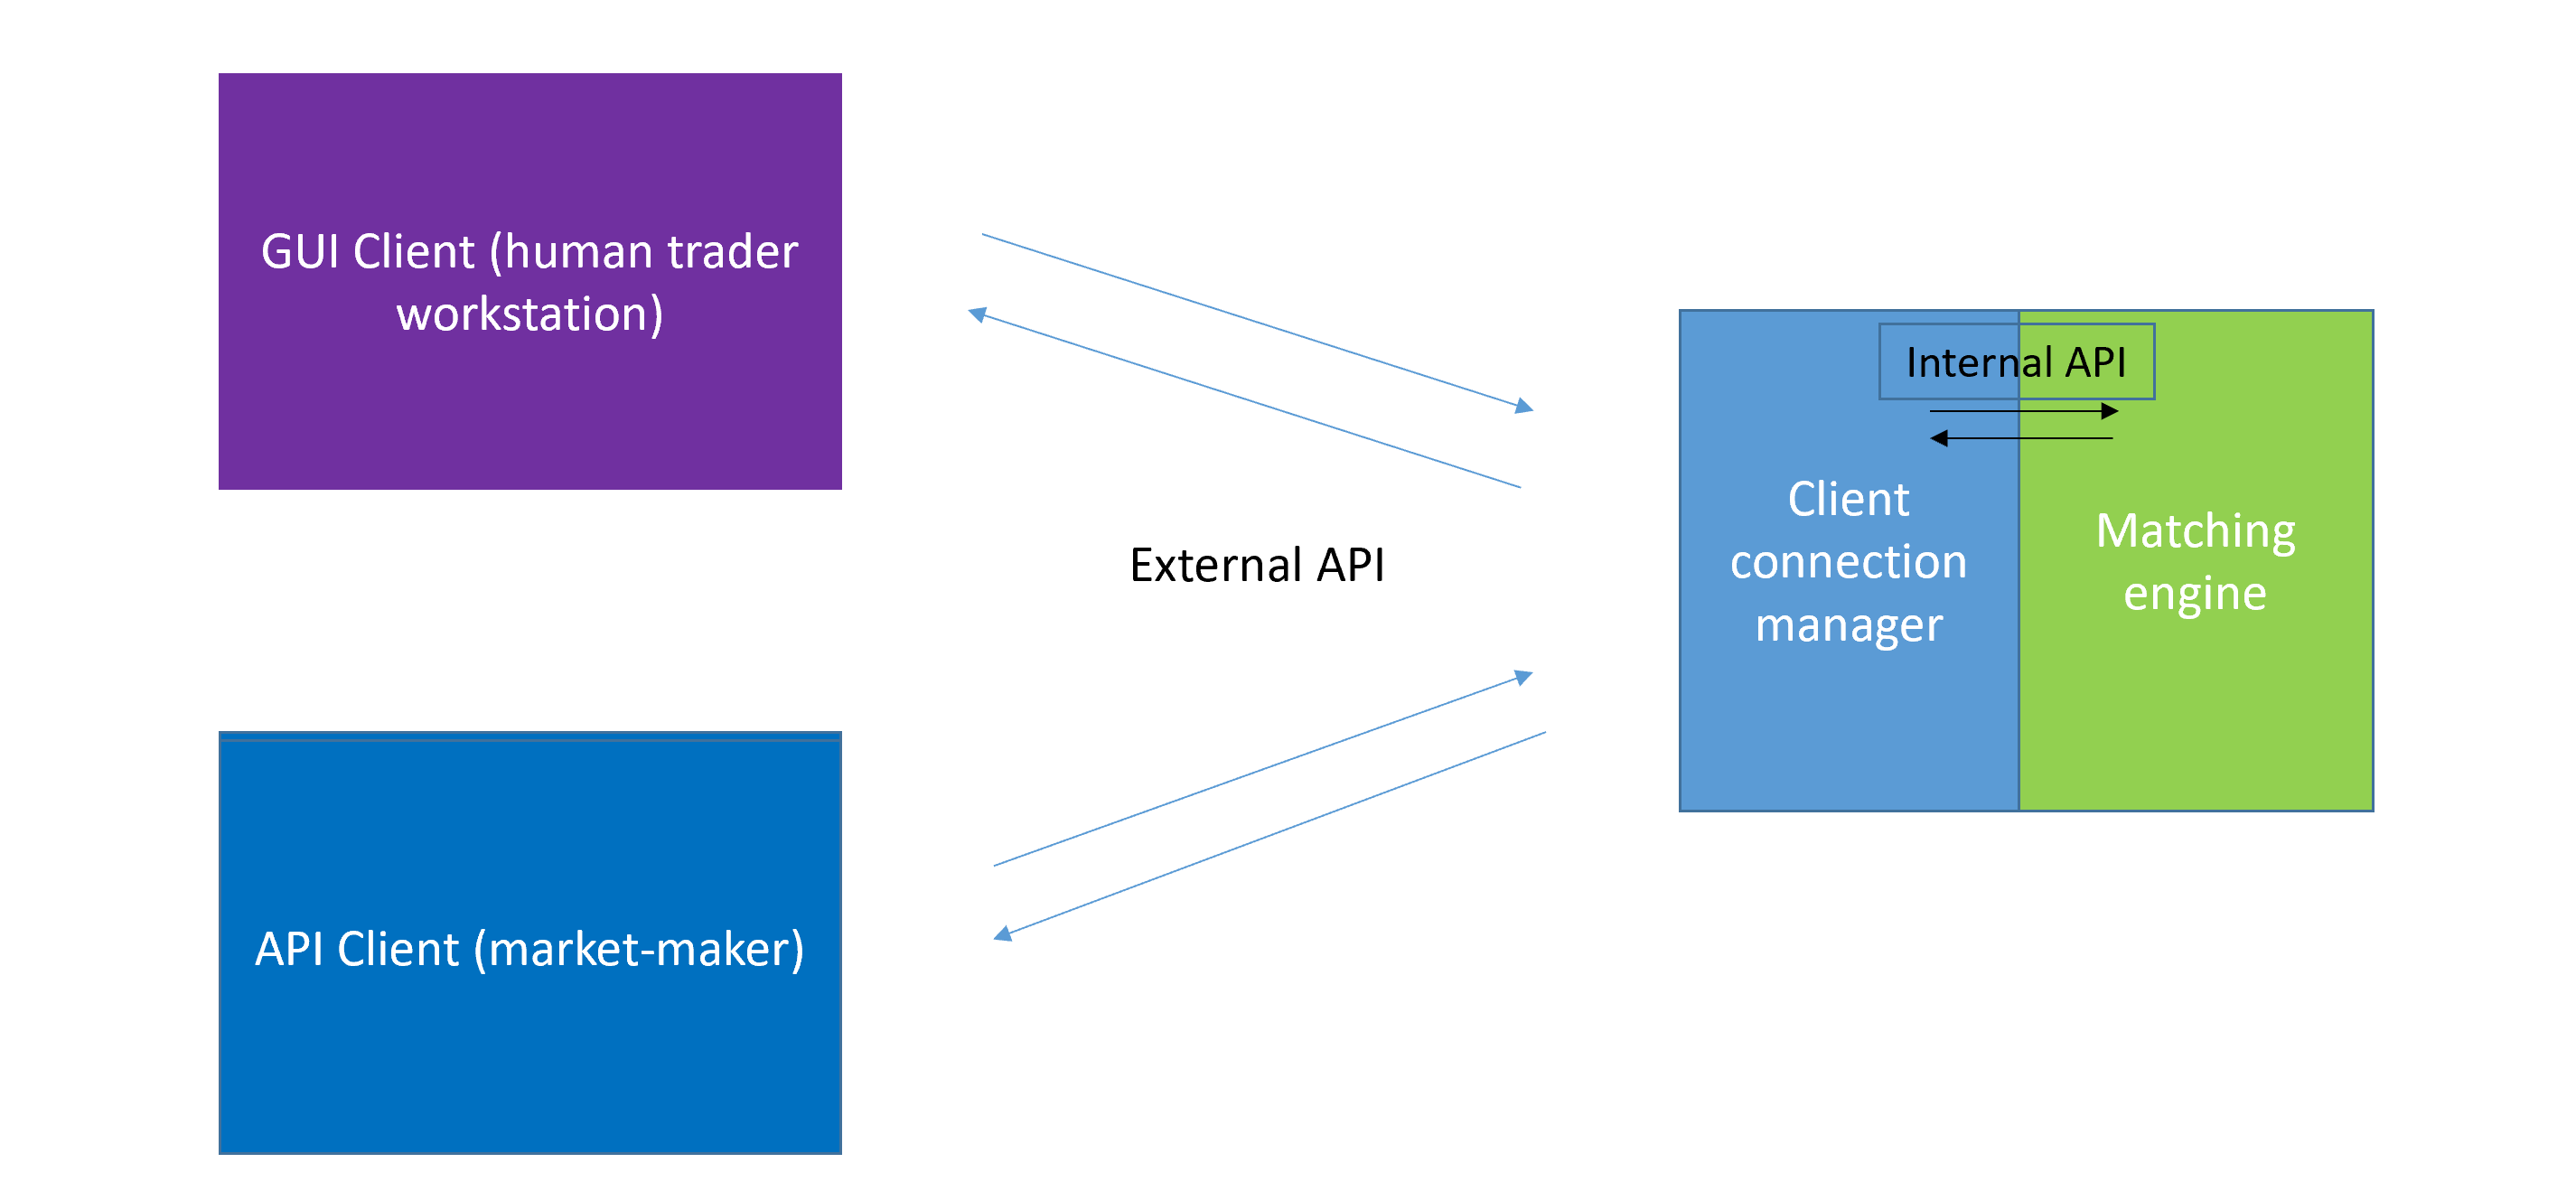 GUI Client (human trader
workstation)
Internal API
Client
connection
manager
Matching
engine
External API
API Client (market-maker)